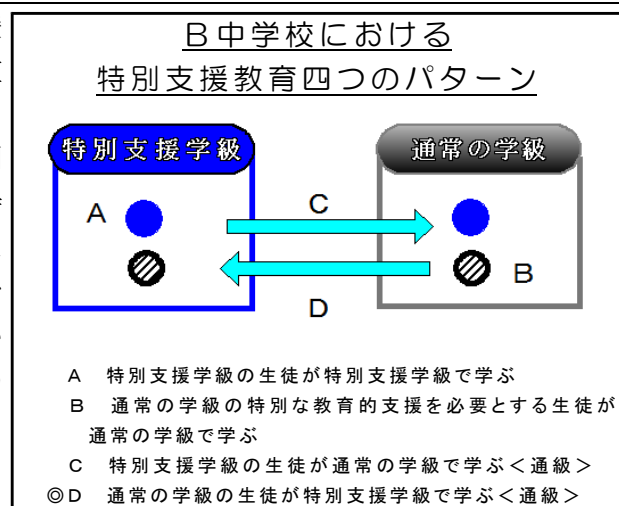 B中学校における
特別支援教育四つのパターン
特別支援学級
通常の学級
A
C
B
D
A 特別支援学級の生徒が特別支援学級で学ぶ
B 通常の学級の特別な教育的支援を必要とする生徒が
通常の学級で学ぶ
C 特別支援学級の生徒が通常の学級で学ぶ<通級>
◎D 通常の学級の生徒が特別支援学級で学ぶ<通級>